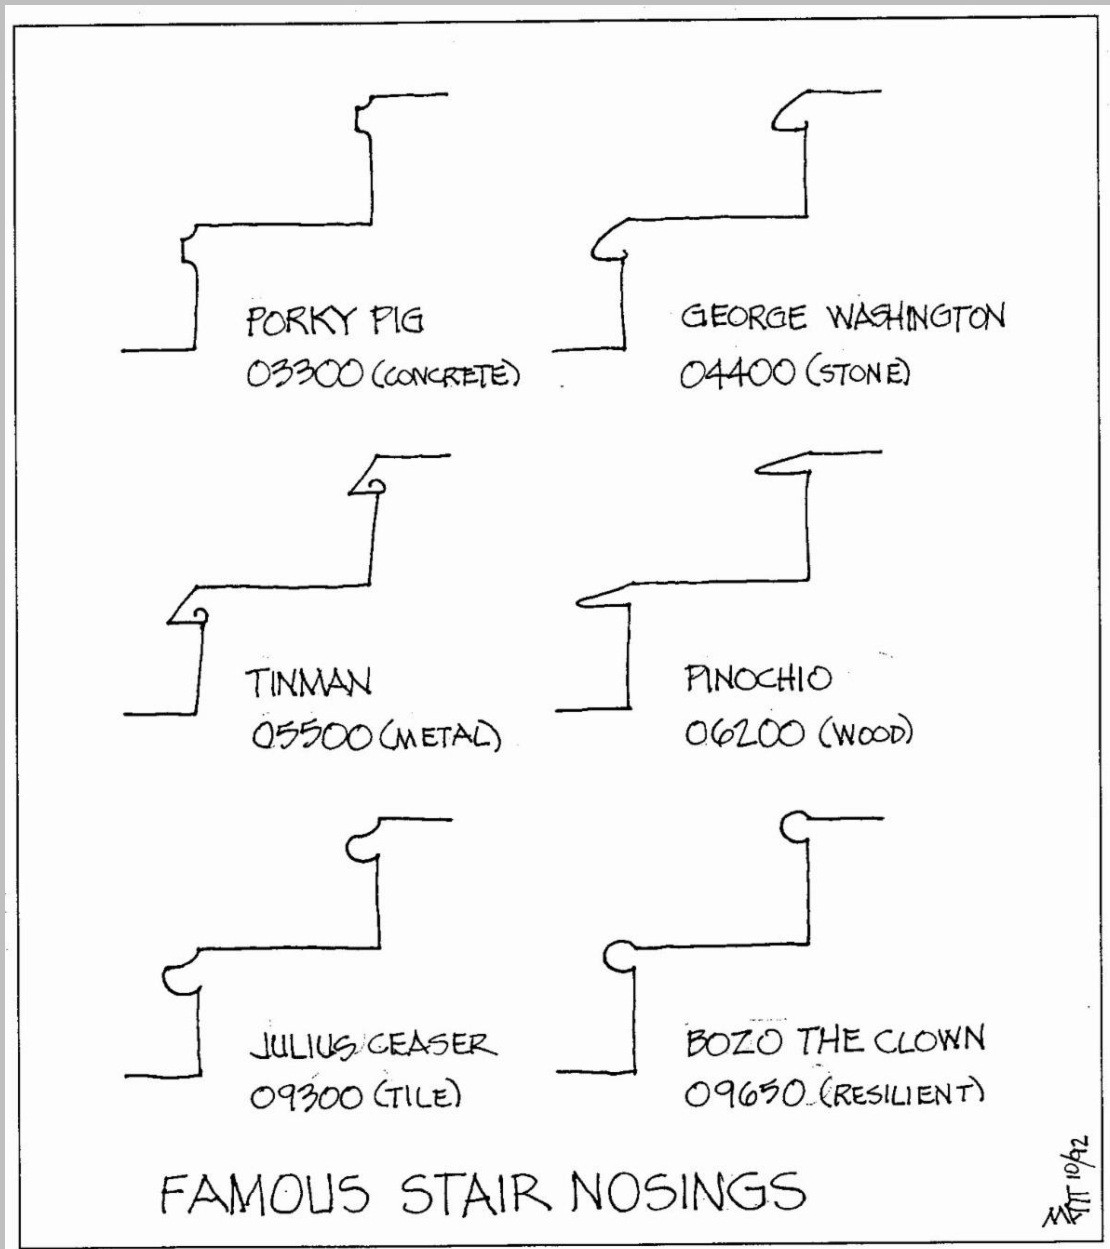 PORKY PIG
03300 (CONCRETE)
GEORGE WASHINGTON
04400 (STONE)
TINMAN
05500 (METAL)
PINOCHIO
06200 (WOOD)
JULIUS CEASER
09300 (TILE)
BOZO THE CLOWN
09650 (RESILIENT)
FAMOUS STAIR NOSINGS
10/92